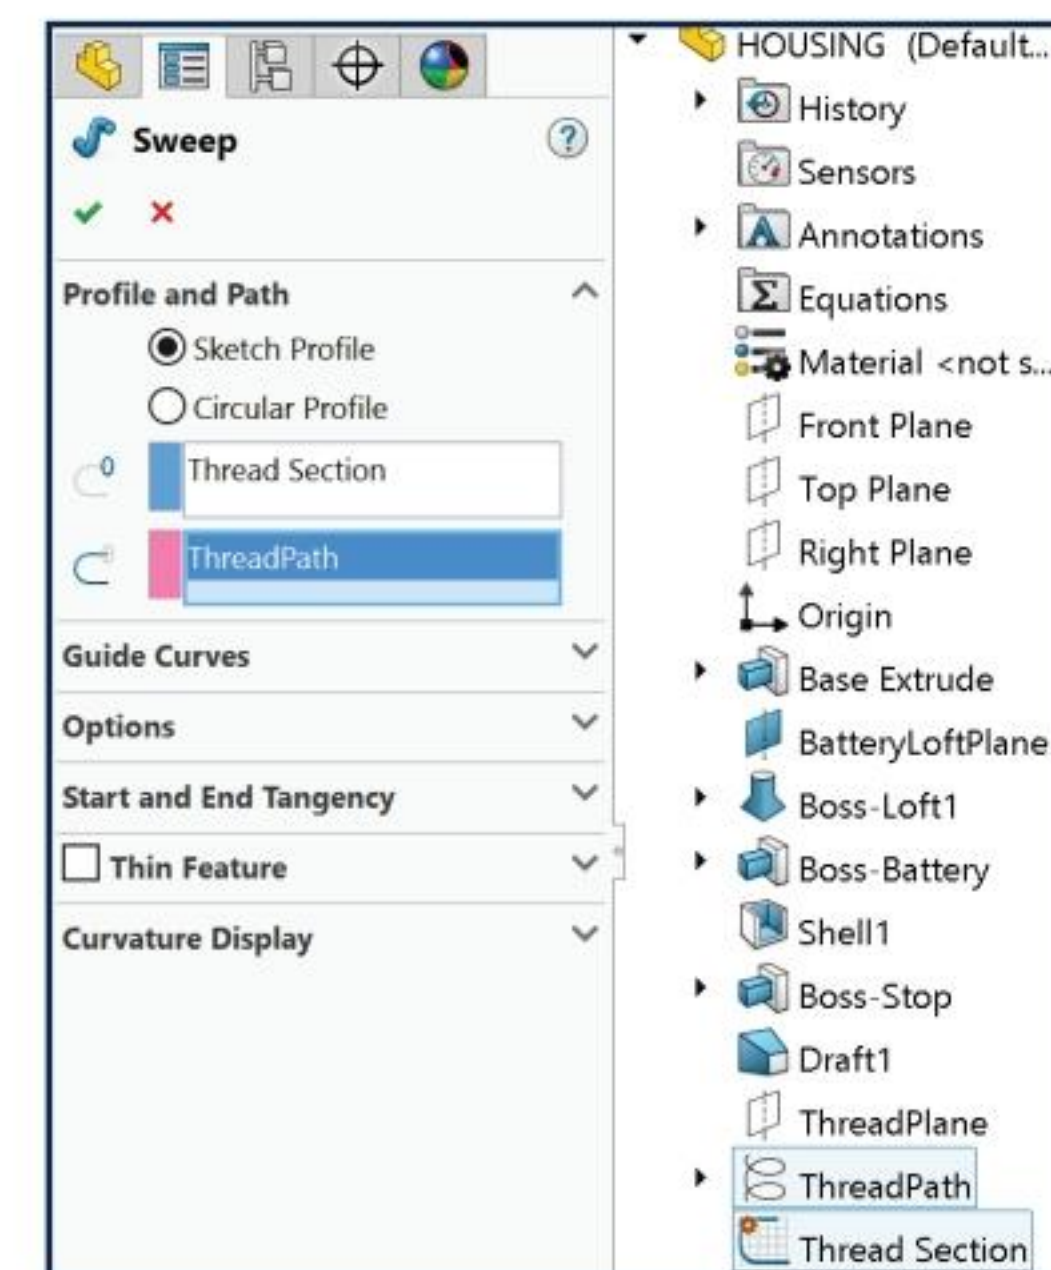 Sweep
?
Profile and Path
Sketch Profile
Circular Profile
Thread Section
ThreadPath
Guide Curves
Options
Start and End Tangency
Thin Feature
Curvature Display
HOUSING (Default...
History
Sensors
Annotations
Equations
Material <not s...
Front Plane
Top Plane
Right Plane
Origin
Base Extrude
BatteryLoftPlane
Boss-Loft1
Boss-Battery
Shell1
Boss-Stop
Draft1
ThreadPlane
ThreadPath
Thread Section